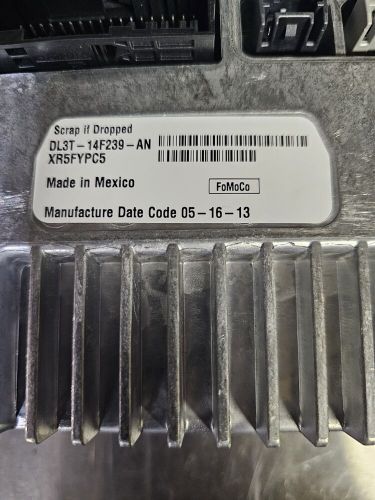 Scrap if Dropped
DL3T-14F239-AN
XR5FYPC5
Made in Mexico
FoMoCo
Manufacture Date Code 05-16-13